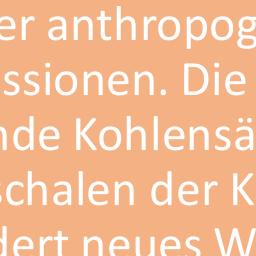 er anthropog
ssionen. Die
nde Kohlensä
schalen der K
dert neues W